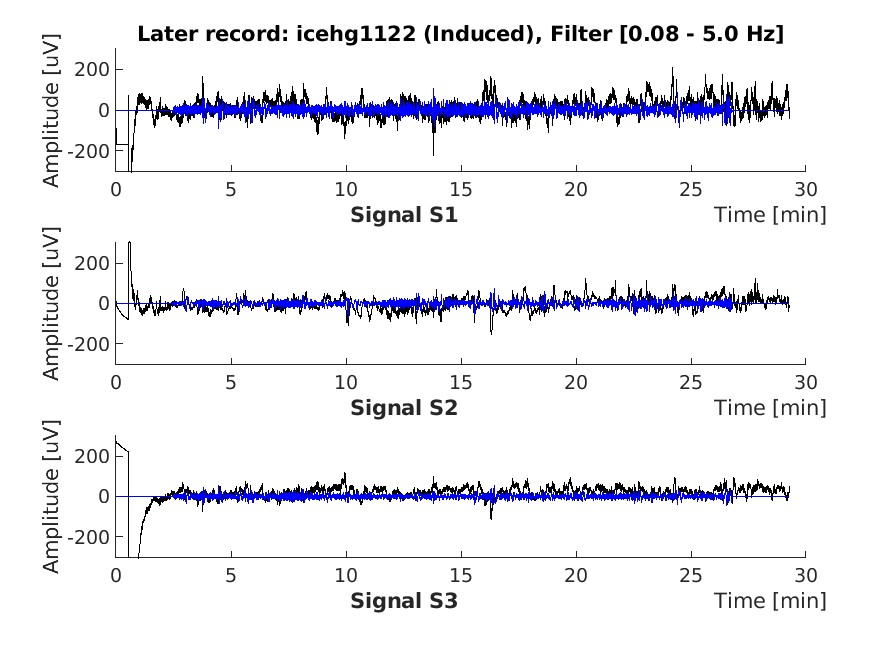 Later record: icehg1122 (Induced), Filter [0.08 - 5.0 Hz]
Amplitude [uV]
200
0
-200
0 5 10 15 20 25 30
Signal S1
Time [min]
Amplitude [uV]
200
0
-200
0 5 10 15 20 25 30
Signal S2
Time [min]
Amplitude [uV]
200
0
-200
0 5 10 15 20 25 30
Signal S3
Time [min]